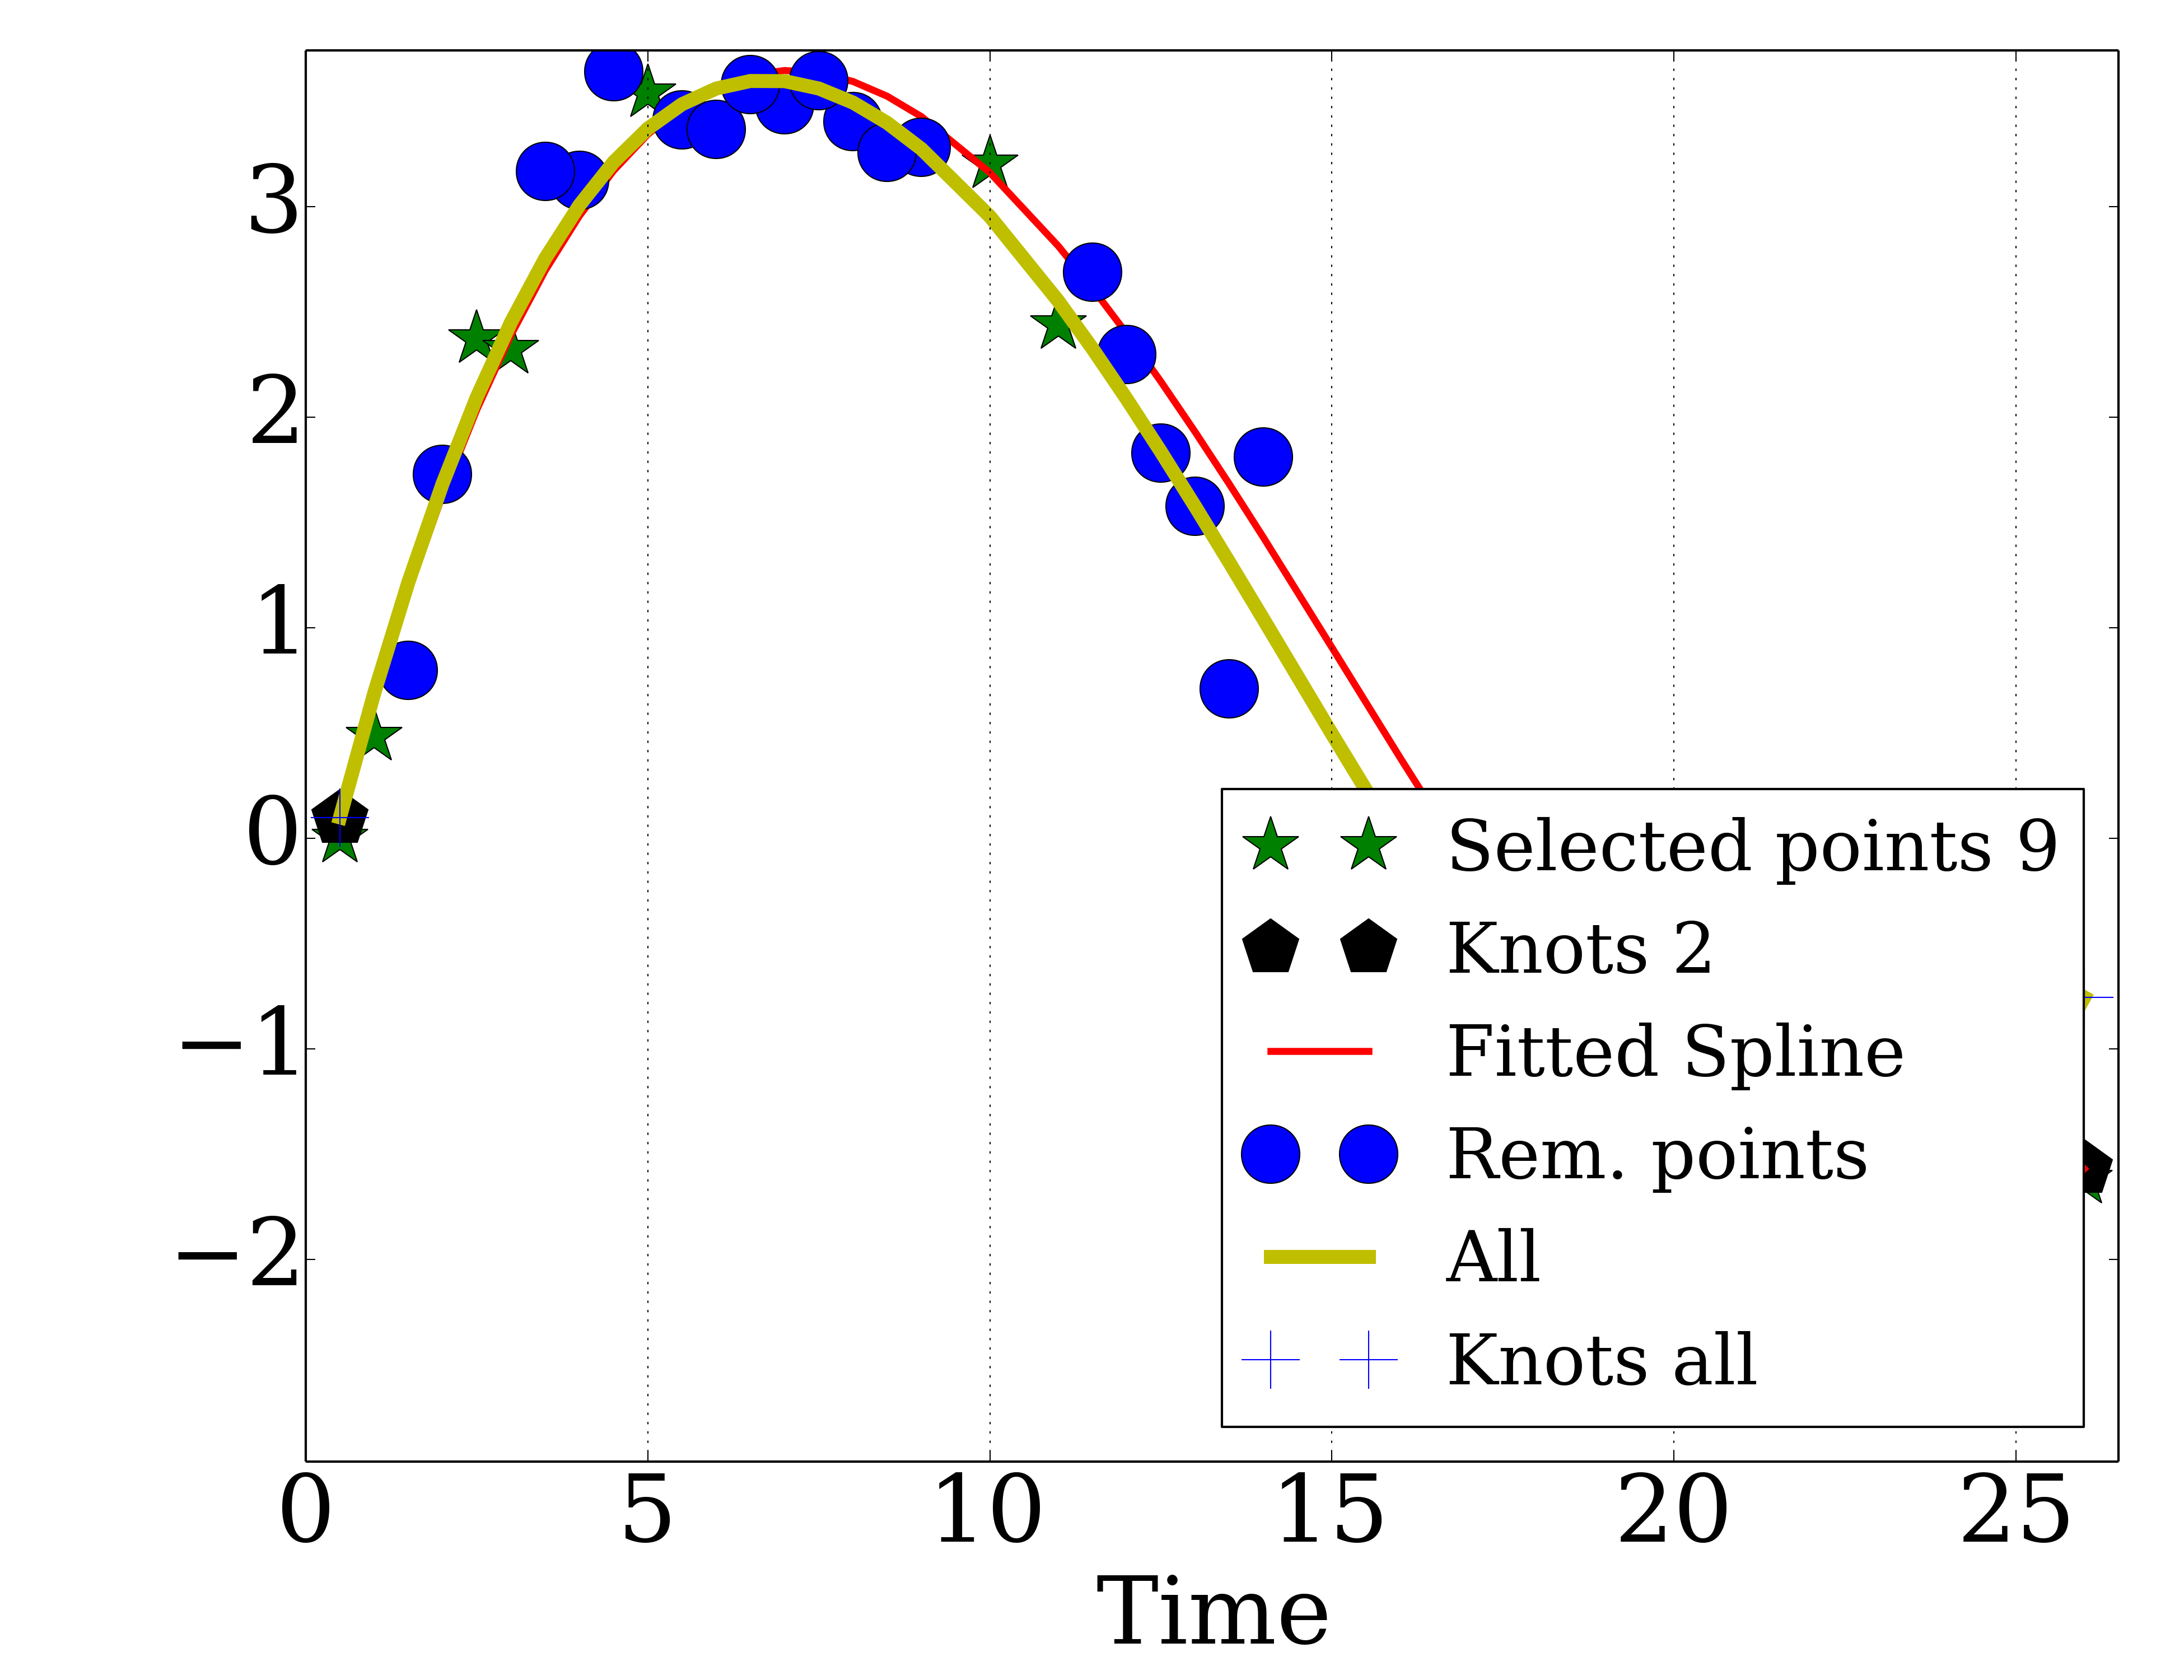 3
2
1
0
−1
−2
Selected points 9
Knots 2
Fitted Spline
Rem. points
All
Knots all
0 5 10 15 20 25
Time